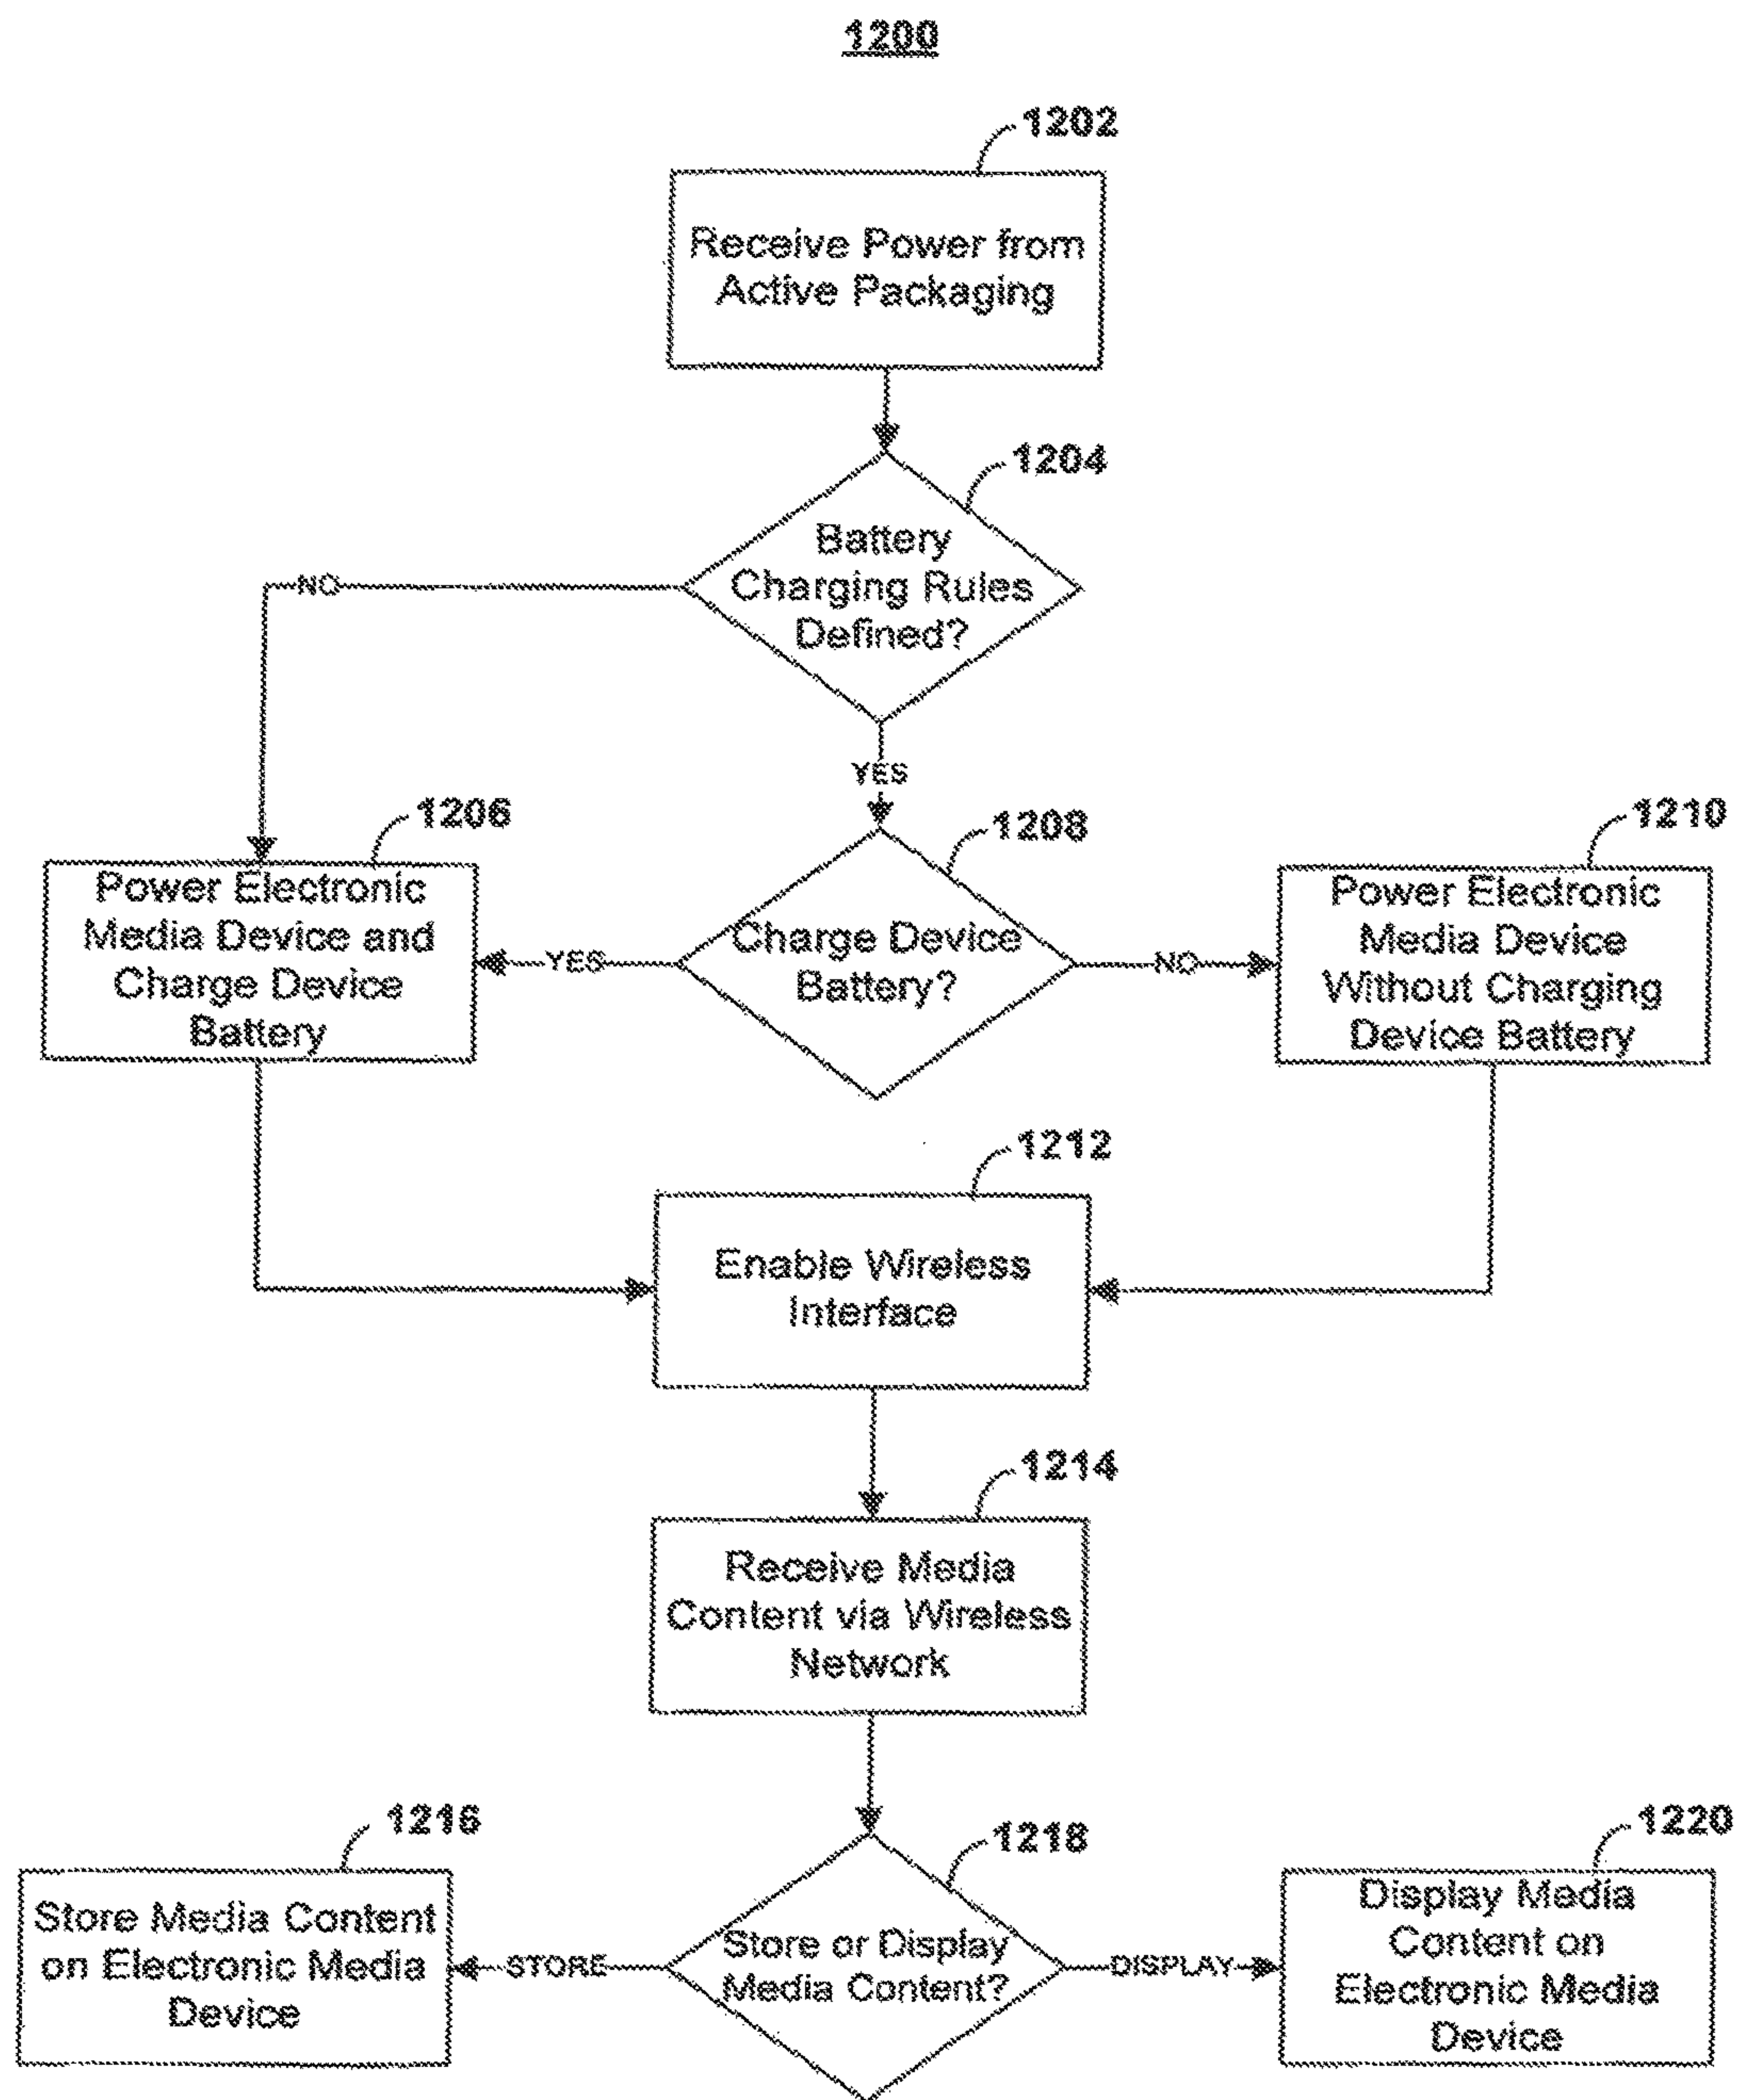 1200
1202
Receive Power from
Active Packaging
1204
Battery
Charging Rules
Defined?
NO
YES
1206
Power Electronic
Media Device and
Charge Device
Battery
1208
Charge Device
Battery?
YES
NO
1210
Power Electronic
Media Device
Without Charging
Device Battery
1212
Enable Wireless
Interface
1214
Receive Media
Content via Wireless
Network
1216
Store Media Content
on Electronic Media
Device
1218
Store or Display
Media Content?
STORE
DISPLAY
1220
Display Media
Content on
Electronic Media
Device